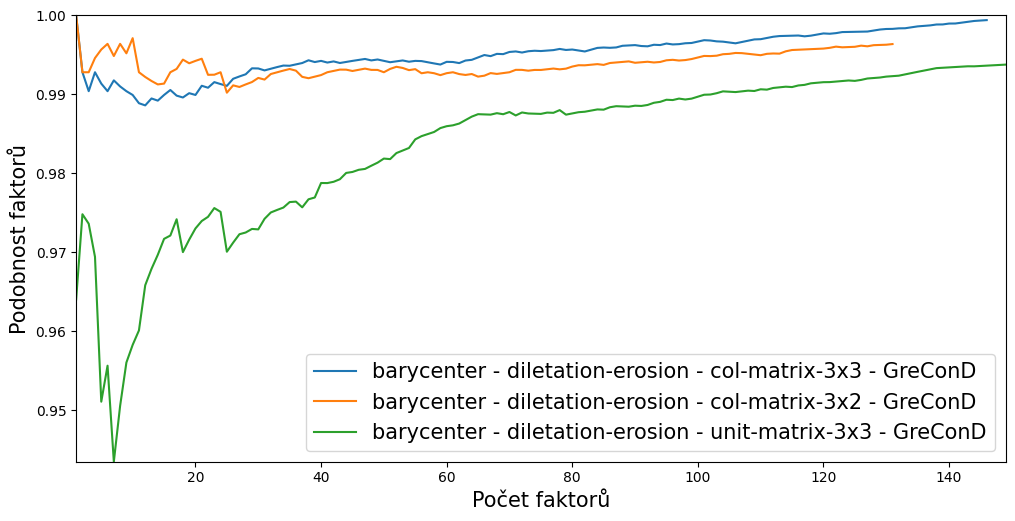 1.00
0.99
0.98
0.97
0.96
0.95
Podobnost faktorů
barycenter - diletation-erosion - col-matrix-3x3 - GreConD
barycenter - diletation-erosion - col-matrix-3x2 - GreConD
barycenter - diletation-erosion - unit-matrix-3x3 - GreConD
20 40 60 80 100 120 140
Počet faktorů